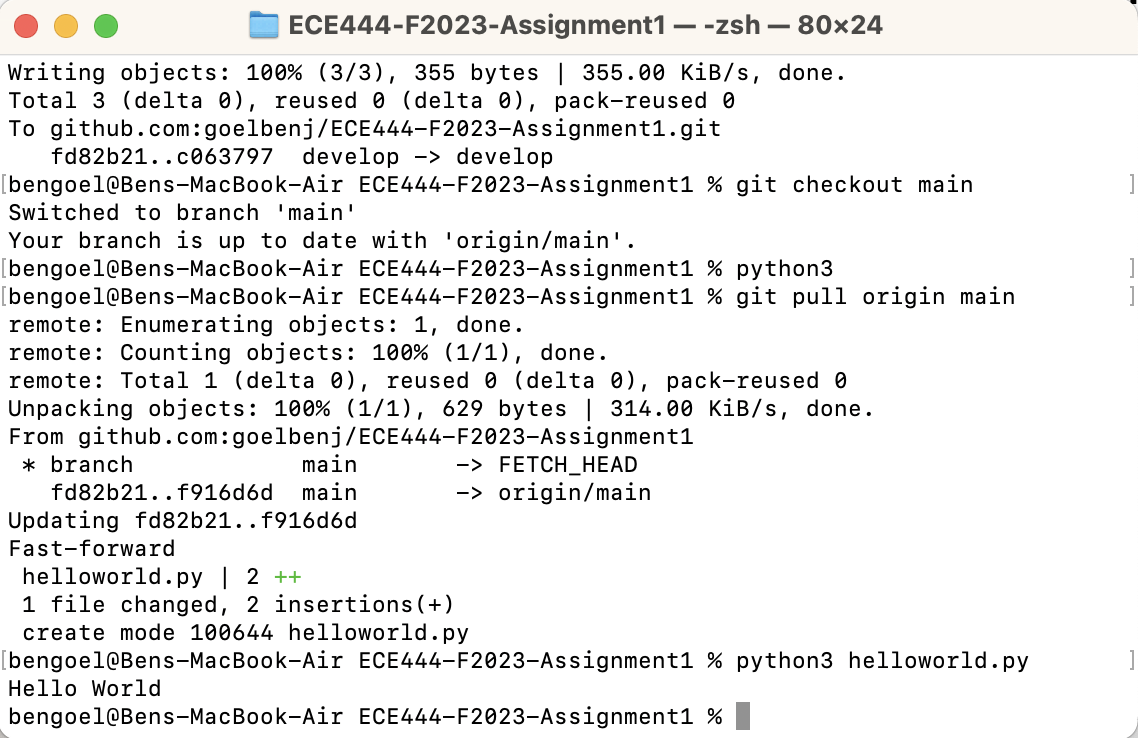 ECE444-F2023-Assignment1 — -zsh — 80×24
Writing objects: 100% (3/3), 355 bytes | 355.00 KiB/s, done.
Total 3 (delta 0), reused 0 (delta 0), pack-reused 0
To github.com:goelbenj/ECE444-F2023-Assignment1.git
   fd82b21..c063797  develop -> develop
[bengoel@Bens-MacBook-Air ECE444-F2023-Assignment1 % git checkout main ]
Switched to branch 'main'
Your branch is up to date with 'origin/main'.
[bengoel@Bens-MacBook-Air ECE444-F2023-Assignment1 % python3 ]
[bengoel@Bens-MacBook-Air ECE444-F2023-Assignment1 % git pull origin main ]
remote: Enumerating objects: 1, done.
remote: Counting objects: 100% (1/1), done.
remote: Total 1 (delta 0), reused 0 (delta 0), pack-reused 0
Unpacking objects: 100% (1/1), 629 bytes | 314.00 KiB/s, done.
From github.com:goelbenj/ECE444-F2023-Assignment1
 * branch            main       -> FETCH_HEAD
   fd82b21..f916d6d  main       -> origin/main
Updating fd82b21..f916d6d
Fast-forward
 helloworld.py | 2 ++
 1 file changed, 2 insertions(+)
 create mode 100644 helloworld.py
[bengoel@Bens-MacBook-Air ECE444-F2023-Assignment1 % python3 helloworld.py ]
Hello World
bengoel@Bens-MacBook-Air ECE444-F2023-Assignment1 %